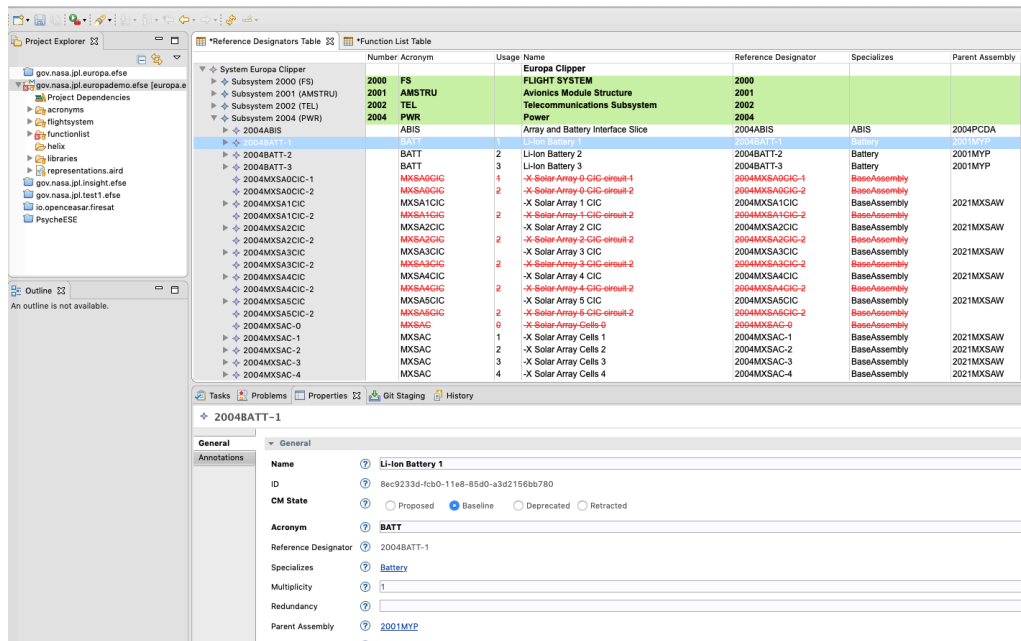 Project Explorer
*Reference Designators Table
*Function List Table
gov.nasa.jpl.europa.efse
gov.nasa.jpl.europademo.efse [europa.e
Project Dependencies
acronyms
flightsystem
functionlist
helix
libraries
representations.aird
gov.nasa.jpl.insight.efse
gov.nasa.jpl.test1.efse
io.openceasar.firesat
PsycheESE
Outline
An outline is not available.
Number Acronym Usage Name Reference Designator Specializes Parent Assembly
System Europa Clipper Europa Clipper
Subsystem 2000 (FS) 2000 FS FLIGHT SYSTEM 2000
Subsystem 2001 (AMSTRU) 2001 AMSTRU Avionics Module Structure 2001
Subsystem 2002 (TEL) 2002 TEL Telecommunications Subsystem 2002
Subsystem 2004 (PWR) 2004 PWR Power 2004
2004ABIS ABIS Array and Battery Interface Slice 2004ABIS ABIS 2004PCDA
2004BATT-1 BATT 1 Li-Ion Battery 1 2004BATT-1 Battery 2001MYP
2004BATT-2 BATT 2 Li-Ion Battery 2 2004BATT-2 Battery 2001MYP
2004BATT-3 BATT 3 Li-Ion Battery 3 2004BATT-3 Battery 2001MYP
2004MXSA0CIC-1 MXSA0CIC 1 -X Solar Array 0 CIC circuit 1 2004MXSA0CIC-1 BaseAssembly
2004MXSA0CIC-2 MXSA0CIC 2 -X Solar Array 0 CIC circuit 2 2004MXSA0CIC-2 BaseAssembly
2004MXSA1CIC MXSA1CIC -X Solar Array 1 CIC 2004MXSA1CIC BaseAssembly 2021MXSAW
2004MXSA1CIC-2 MXSA1CIC 2 -X Solar Array 1 CIC circuit 2 2004MXSA1CIC-2 BaseAssembly
2004MXSA2CIC MXSA2CIC -X Solar Array 2 CIC 2004MXSA2CIC BaseAssembly 2021MXSAW
2004MXSA2CIC-2 MXSA2CIC 2 -X Solar Array 2 CIC circuit 2 2004MXSA2CIC-2 BaseAssembly
2004MXSA3CIC MXSA3CIC -X Solar Array 3 CIC 2004MXSA3CIC BaseAssembly 2021MXSAW
2004MXSA3CIC-2 MXSA3CIC 2 -X Solar Array 3 CIC circuit 2 2004MXSA3CIC-2 BaseAssembly
2004MXSA4CIC MXSA4CIC -X Solar Array 4 CIC 2004MXSA4CIC BaseAssembly 2021MXSAW
2004MXSA4CIC-2 MXSA4CIC 2 -X Solar Array 4 CIC circuit 2 2004MXSA4CIC-2 BaseAssembly
2004MXSA5CIC MXSA5CIC -X Solar Array 5 CIC 2004MXSA5CIC BaseAssembly 2021MXSAW
2004MXSA5CIC-2 MXSA5CIC 2 -X Solar Array 5 CIC circuit 2 2004MXSA5CIC-2 BaseAssembly
2004MXSAC-0 MXSAC 0 -X Solar Array Cells 0 2004MXSAC-0 BaseAssembly
2004MXSAC-1 MXSAC 1 -X Solar Array Cells 1 2004MXSAC-1 BaseAssembly 2021MXSAW
2004MXSAC-2 MXSAC 2 -X Solar Array Cells 2 2004MXSAC-2 BaseAssembly 2021MXSAW
2004MXSAC-3 MXSAC 3 -X Solar Array Cells 3 2004MXSAC-3 BaseAssembly 2021MXSAW
2004MXSAC-4 MXSAC 4 -X Solar Array Cells 4 2004MXSAC-4 BaseAssembly 2021MXSAW
Tasks Problems Properties Git Staging History
2004BATT-1
General
Annotations
General
Name Li-Ion Battery 1
ID 8ec9233d-fcb0-11e8-85d0-a3d2156bb780
CM State Proposed Baseline Deprecated Retracted
Acronym BATT
Reference Designator 2004BATT-1
Specializes Battery
Multiplicity 1
Redundancy
Parent Assembly 2001MYP